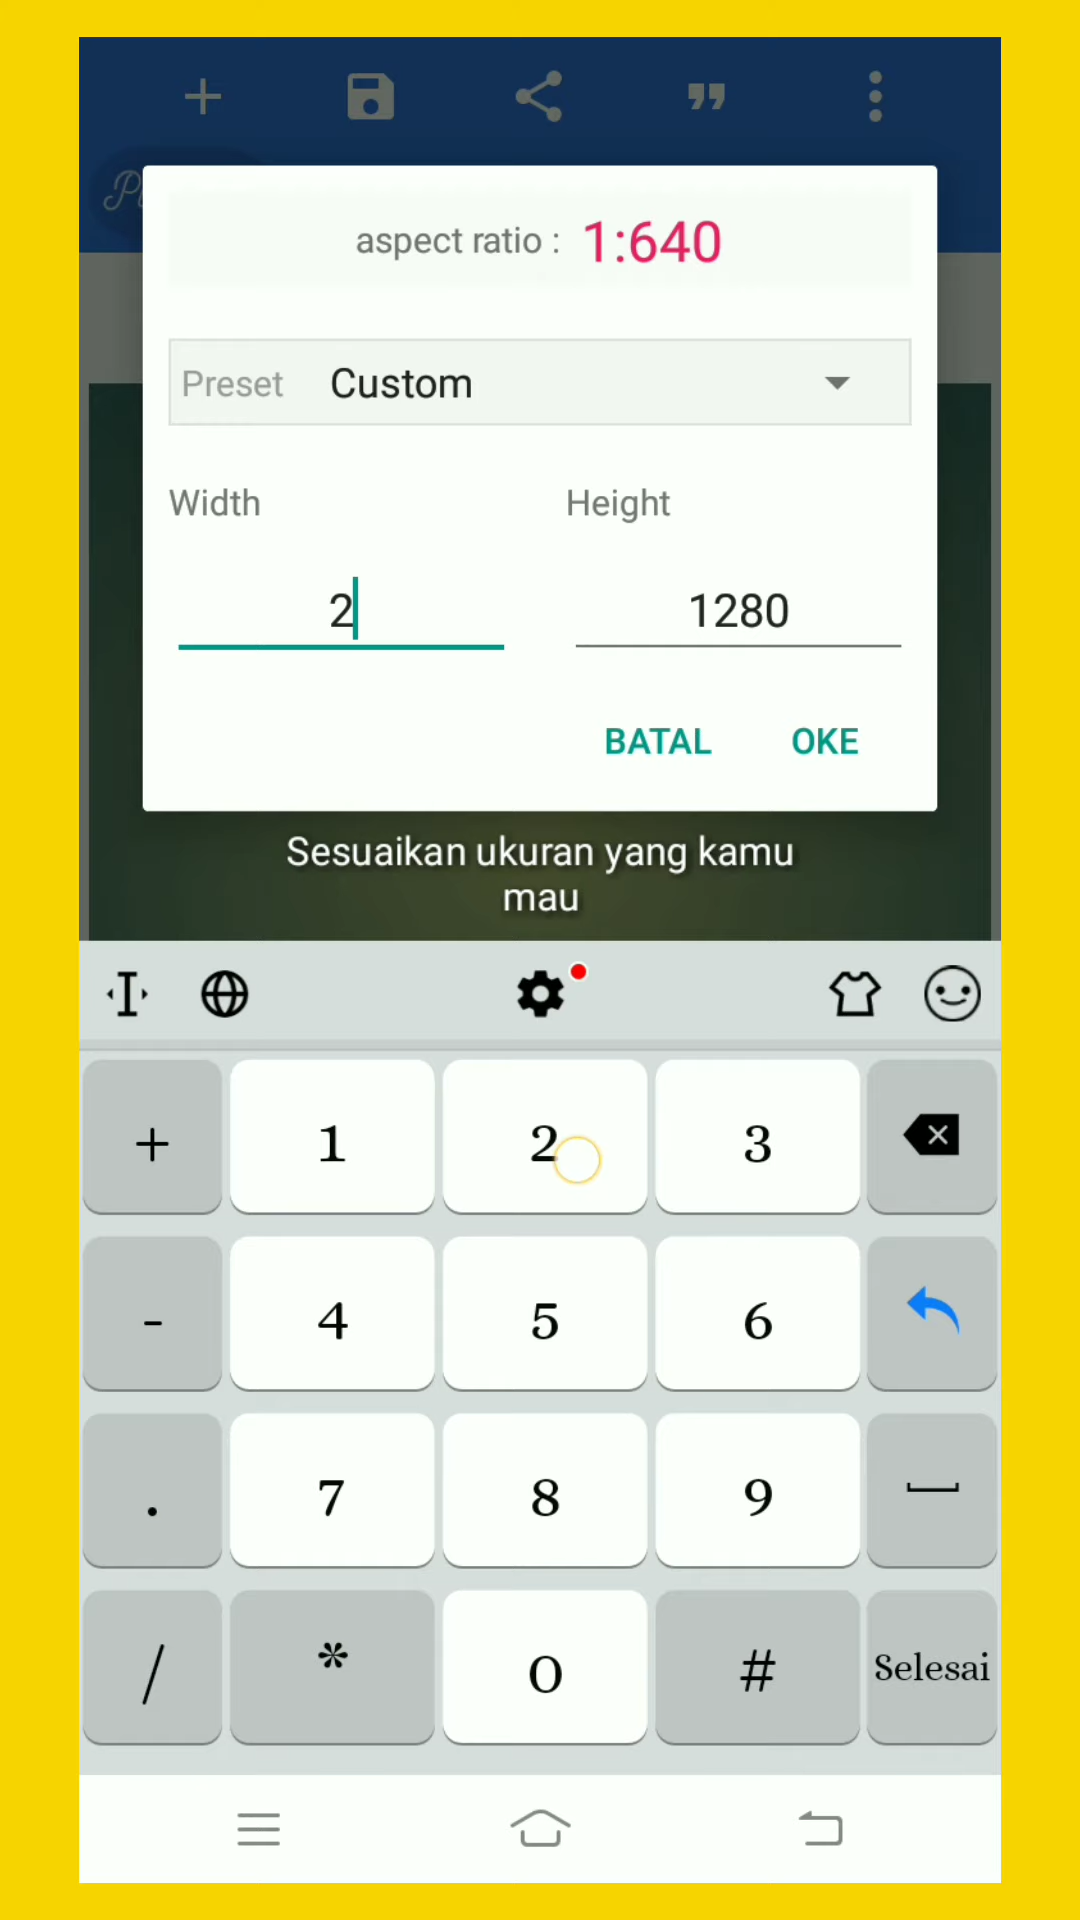 aspect ratio : 1:640
Preset Custom
Width Height
2 1280
BATAL OKE
Sesuaikan ukuran yang kamu
mau
+ 1 2 3
- 4 5 6
. 7 8 9
/ * 0 # Selesai